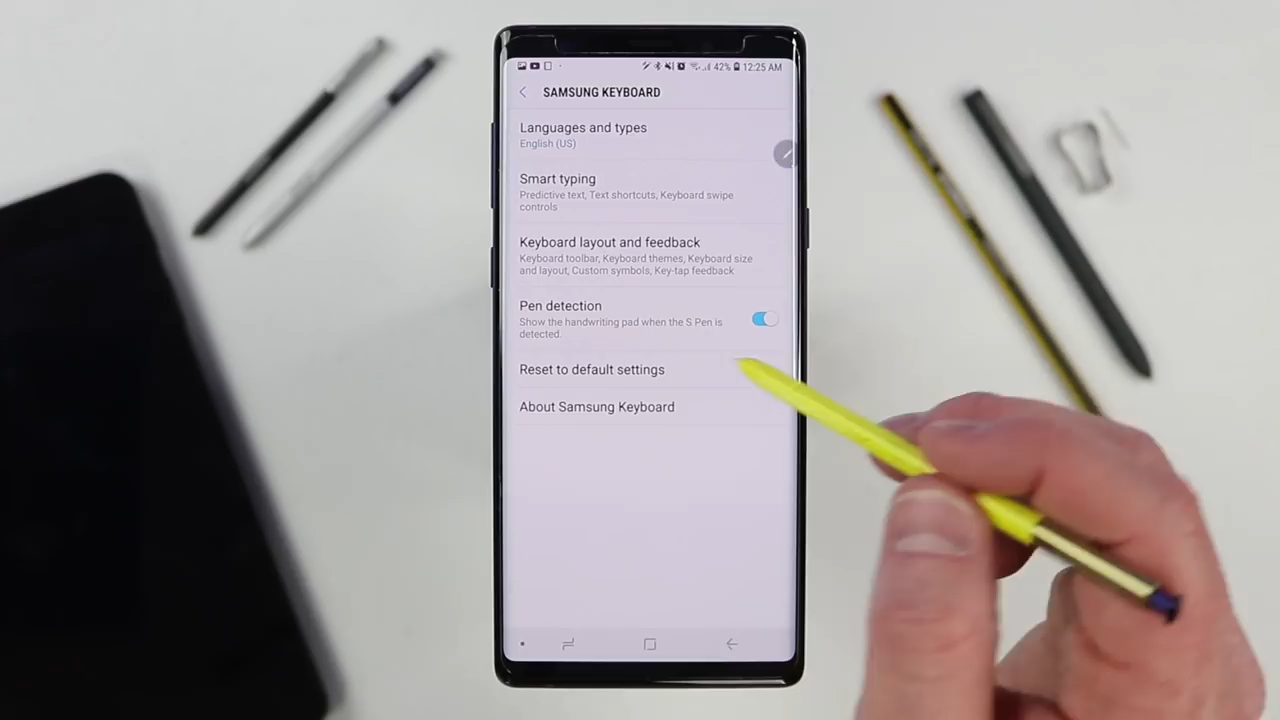 42% 12:25 AM
SAMSUNG KEYBOARD
Languages and types
English (US)
Smart typing
Predictive text, Text shortcuts, Keyboard swipe
controls
Keyboard layout and feedback
Keyboard toolbar, Keyboard themes, Keyboard size
and layout, Custom symbols, Key-tap feedback
Pen detection
Show the handwriting pad when the S Pen is
detected.
Reset to default settings
About Samsung Keyboard